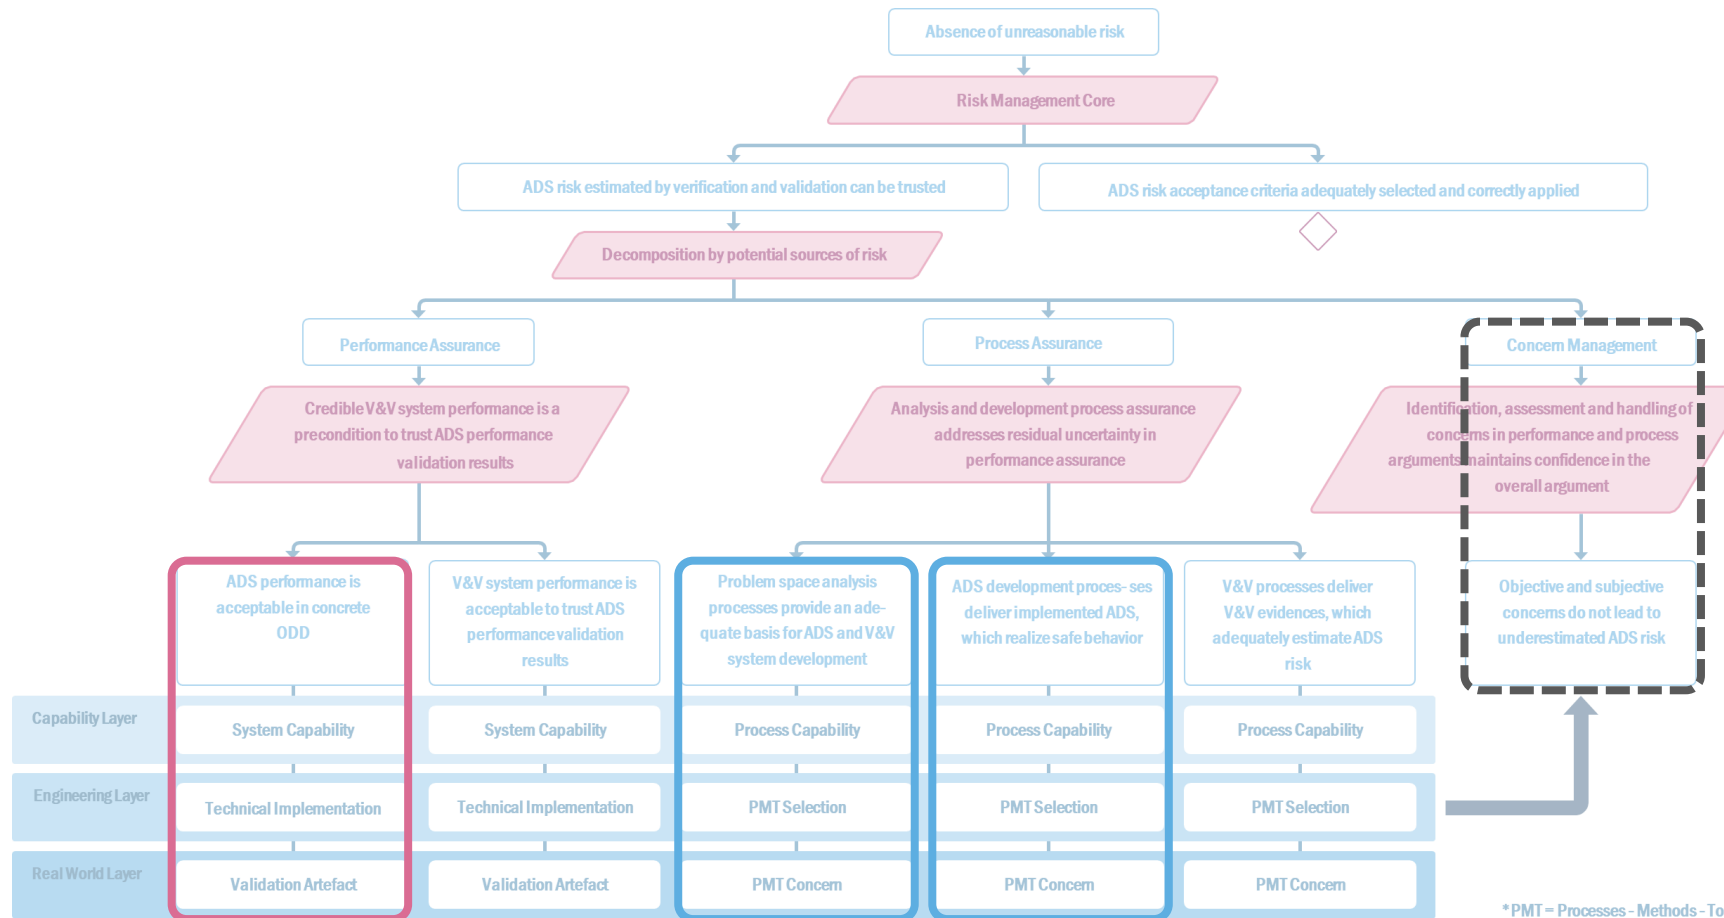 Absence of unreasonable risk
Risk Management Core
ADS risk estimated by verification and validation can be trusted
ADS risk acceptance criteria adequately selected and correctly applied
Decomposition by potential sources of risk
Performance Assurance
Process Assurance
Concern Management
Credible V&V system performance is a
precondition to trust ADS performance
validation results
Analysis and development process assurance
addresses residual uncertainty in
performance assurance
Identification, assessment and handling of
concerns in performance and process
arguments maintains confidence in the
overall argument
ADS performance is
acceptable in concrete
ODD
V&V system performance is
acceptable to trust ADS
performance validation
results
Problem space analysis
processes provide an ade-
quate basis for ADS and V&V
system development
ADS development proces- ses
deliver implemented ADS,
which realize safe behavior
V&V processes deliver
V&V evidences, which
adequately estimate ADS
risk
Objective and subjective
concerns do not lead to
underestimated ADS risk
Capability Layer
System Capability
System Capability
Process Capability
Process Capability
Process Capability
Engineering Layer
Technical Implementation
Technical Implementation
PMT Selection
PMT Selection
PMT Selection
Real World Layer
Validation Artefact
Validation Artefact
PMT Concern
PMT Concern
PMT Concern
*PMT = Processes - Methods - To